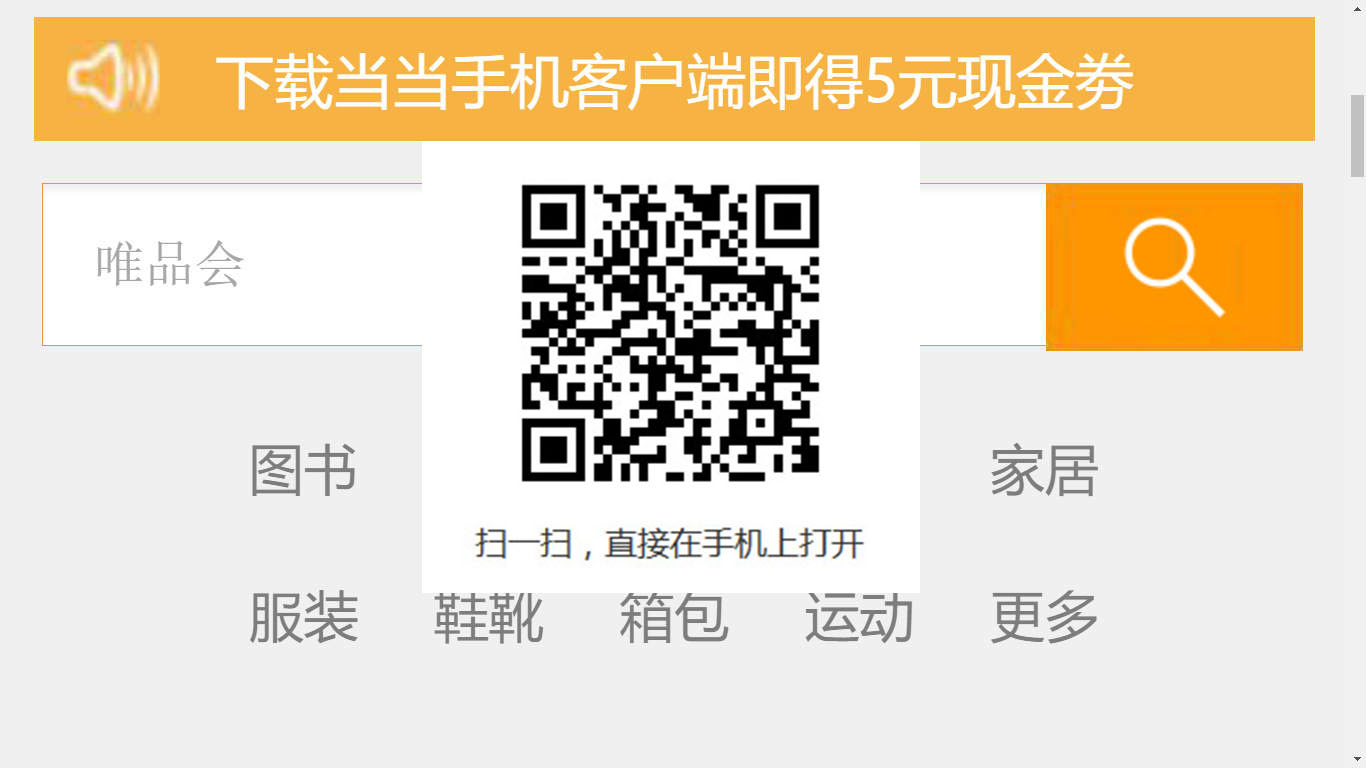 下载当当手机客户端即得5元现金券
唯品会
图书 家居
扫一扫，直接在手机上打开
服装 鞋靴 箱包 运动 更多